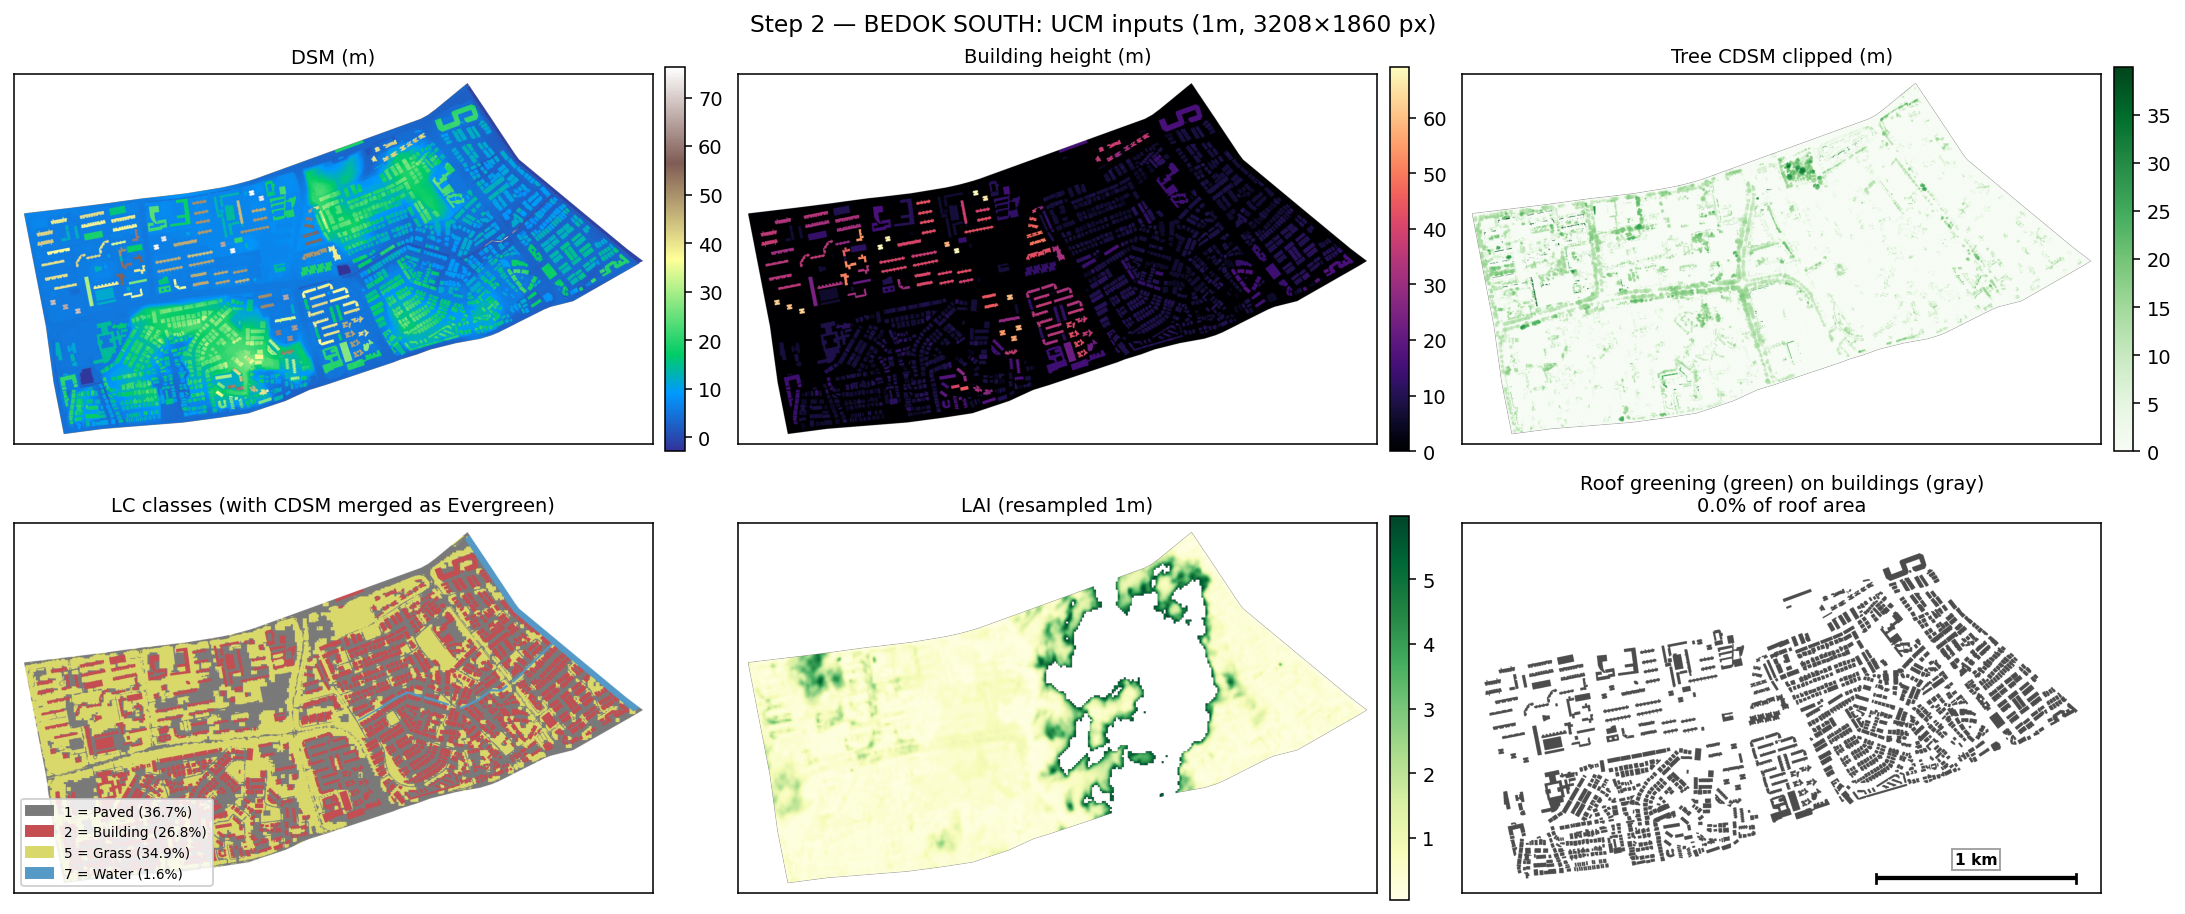 Step 2 — BEDOK SOUTH: UCM inputs (1m, 3208×1860 px)
DSM (m)
70
60
50
40
30
20
10
0
Building height (m)
60
50
40
30
20
10
0
Tree CDSM clipped (m)
35
30
25
20
15
10
5
0
LC classes (with CDSM merged as Evergreen)
1 = Paved (36.7%)
2 = Building (26.8%)
5 = Grass (34.9%)
7 = Water (1.6%)
LAI (resampled 1m)
5
4
3
2
1
Roof greening (green) on buildings (gray)
0.0% of roof area
1 km